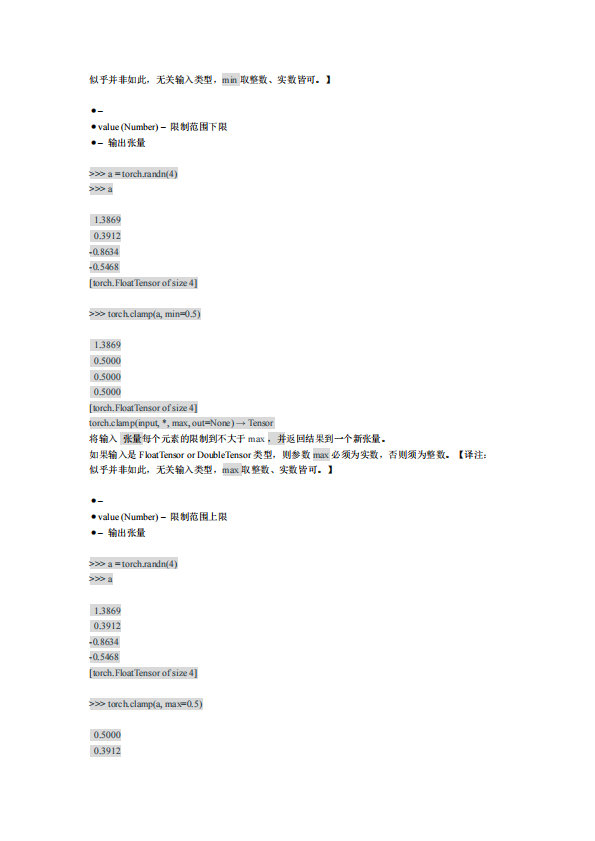 似乎并非如此，无关输入类型，min 取整数、实数皆可。】
● –
● value (Number) – 限制范围下限
● – 输出张量
>>> a = torch.randn(4)
>>> a
1.3869
0.3912
-0.8634
-0.5468
[torch.FloatTensor of size 4]
>>> torch.clamp(a, min=0.5)
1.3869
0.5000
0.5000
0.5000
[torch.FloatTensor of size 4]
torch.clamp(input, *, max, out=None) → Tensor
将输入 张量每个元素的限制到不大于 max ，并返回结果到一个新张量。
如果输入是 FloatTensor or DoubleTensor 类型，则参数 max 必须为实数，否则须为整数。【译注：
似乎并非如此，无关输入类型，max 取整数、实数皆可。】
● –
● value (Number) – 限制范围上限
● – 输出张量
>>> a = torch.randn(4)
>>> a
1.3869
0.3912
-0.8634
-0.5468
[torch.FloatTensor of size 4]
>>> torch.clamp(a, max=0.5)
0.5000
0.3912